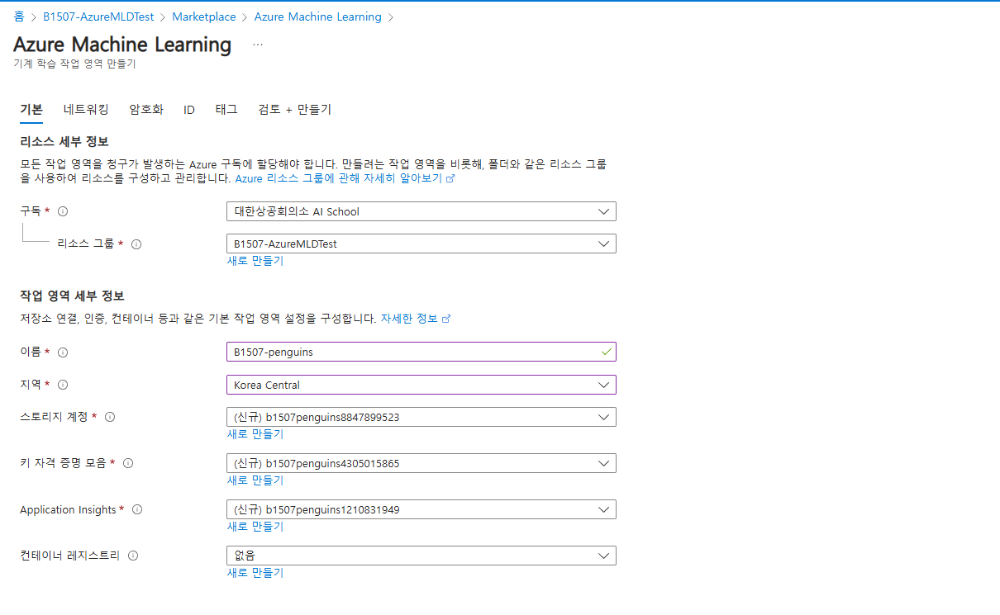 홈 > B1507-AzureMLDTest > Marketplace > Azure Machine Learning >
Azure Machine Learning ...
기계 학습 작업 영역 만들기
기본 네트워킹 암호화 ID 태그 검토 + 만들기
리소스 세부 정보
모든 작업 영역을 청구가 발생하는 Azure 구독에 할당해야 합니다. 만들려는 작업 영역을 비롯해, 폴더와 같은 리소스 그룹
을 사용하여 리소스를 구성하고 관리합니다. Azure 리소스 그룹에 관해 자세히 알아보기
구독 * 대한상공회의소 AI School
리소스 그룹 * B1507-AzureMLDTest
새로 만들기
작업 영역 세부 정보
저장소 연결, 인증, 컨테이너 등과 같은 기본 작업 영역 설정을 구성합니다. 자세한 정보
이름 * B1507-penguins
지역 * Korea Central
스토리지 계정 * (신규) b1507penguins8847899523
새로 만들기
키 자격 증명 모음 * (신규) b1507penguins4305015865
새로 만들기
Application Insights * (신규) b1507penguins1210831949
새로 만들기
컨테이너 레지스트리 없음
새로 만들기